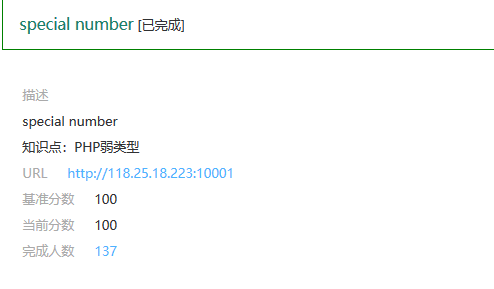 special number [已完成]
描述
special number
知识点：PHP弱类型
URL http://118.25.18.223:10001
基准分数 100
当前分数 100
完成人数 137